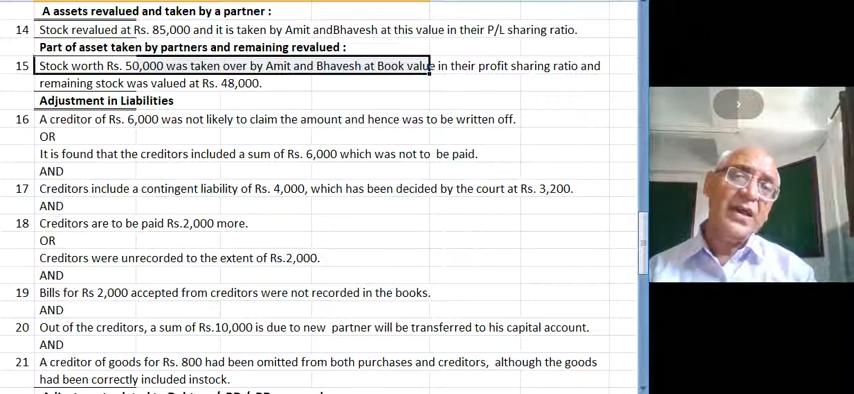 A assets revalued and taken by a partner :
14 Stock revalued at Rs. 85,000 and it is taken by Amit andBhavesh at this value in their P/L sharing ratio.
Part of asset taken by partners and remaining revalued :
15 Stock worth Rs. 50,000 was taken over by Amit and Bhavesh at Book value in their profit sharing ratio and
remaining stock was valued at Rs. 48,000.
Adjustment in Liabilities
16 A creditor of Rs. 6,000 was not likely to claim the amount and hence was to be written off.
OR
It is found that the creditors included a sum of Rs. 6,000 which was not to be paid.
AND
17 Creditors include a contingent liability of Rs. 4,000, which has been decided by the court at Rs. 3,200.
AND
18 Creditors are to be paid Rs.2,000 more.
OR
Creditors were unrecorded to the extent of Rs.2,000.
AND
19 Bills for Rs 2,000 accepted from creditors were not recorded in the books.
AND
20 Out of the creditors, a sum of Rs.10,000 is due to new partner will be transferred to his capital account.
AND
21 A creditor of goods for Rs. 800 had been omitted from both purchases and creditors, although the goods
had been correctly included instock.